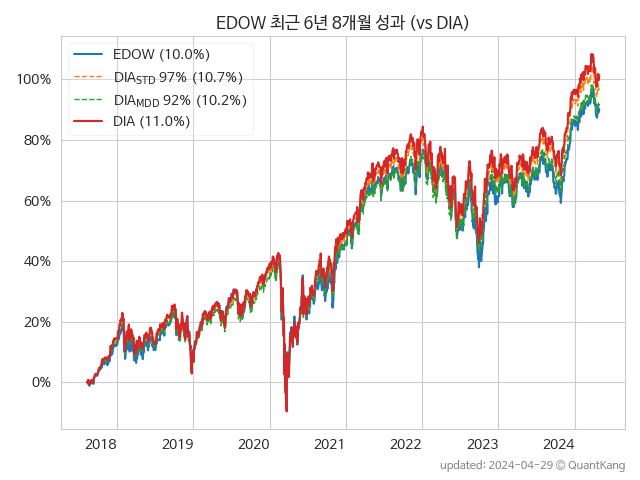 EDOW 최근 6년 8개월 성과 (vs DIA)
EDOW (10.0%)
DIA_STD 97% (10.7%)
DIA_MDD 92% (10.2%)
DIA (11.0%)
100%
80%
60%
40%
20%
0%
2018 2019 2020 2021 2022 2023 2024
updated: 2024-04-29 © QuantKang